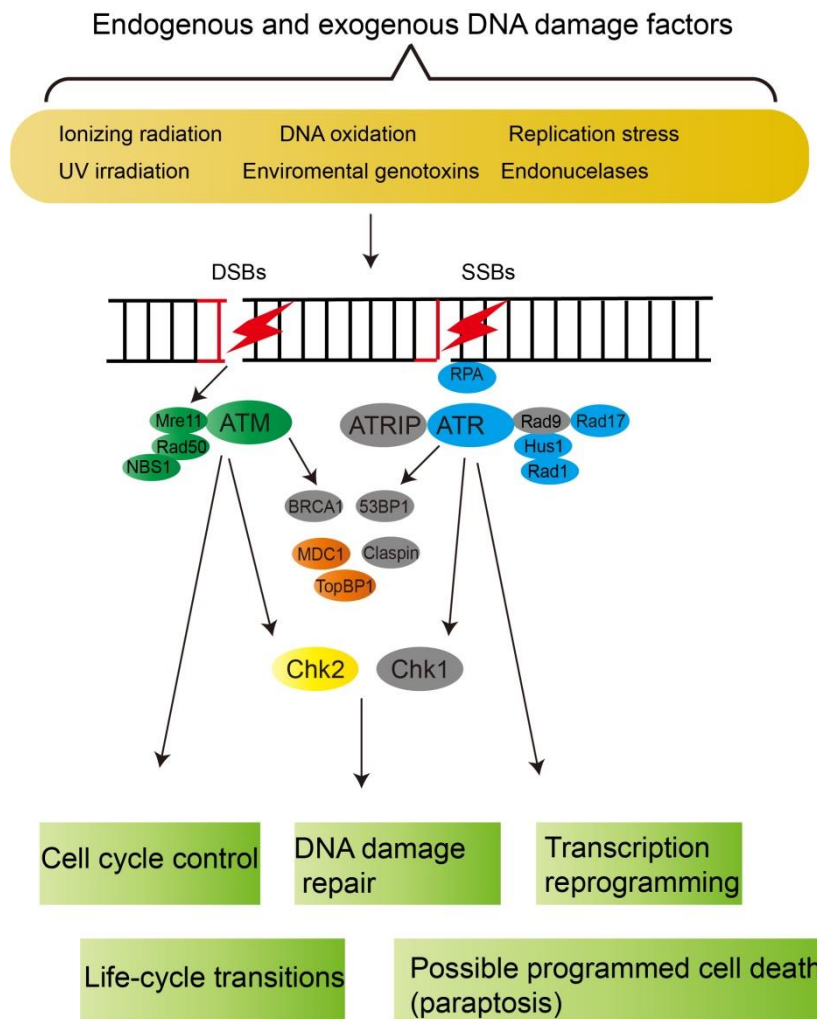 Endogenous and exogenous DNA damage factors
Ionizing radiation DNA oxidation Replication stress
UV irradiation Enviromental genotoxins Endonucelases
DSBs SSBs
RPA
Mre11 ATM ATRIP ATR Rad9 Rad17
Rad50 Hus1
NBS1 Rad1
BRCA1 53BP1
MDC1 Claspin
TopBP1
Chk2 Chk1
Cell cycle control
DNA damage
repair
Transcription
reprogramming
Life-cycle transitions
Possible programmed cell death
(paraptosis)